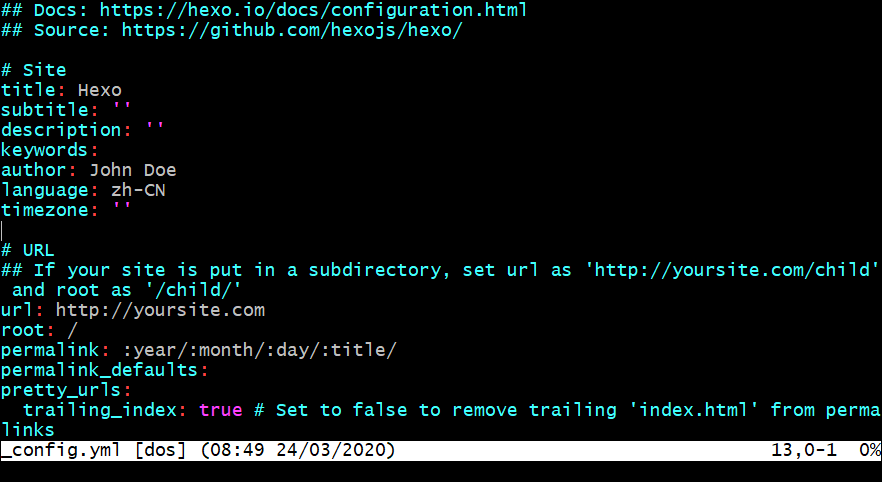 ## Docs: https://hexo.io/docs/configuration.html
## Source: https://github.com/hexojs/hexo/
# Site
title: Hexo
subtitle: ''
description: ''
keywords:
author: John Doe
language: zh-CN
timezone: ''
# URL
## If your site is put in a subdirectory, set url as 'http://yoursite.com/child'
 and root as '/child/'
url: http://yoursite.com
root: /
permalink: :year/:month/:day/:title/
permalink_defaults:
pretty_urls:
  trailing_index: true # Set to false to remove trailing 'index.html' from perma
links
_config.yml [dos] (08:49 24/03/2020) 13,0-1 0%